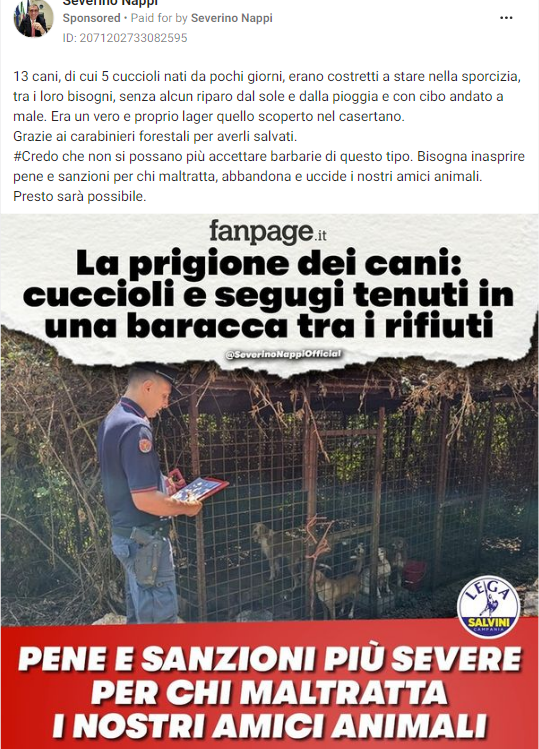 Severino Nappi
Sponsored • Paid for by Severino Nappi
ID: 2071202733082595
13 cani, di cui 5 cuccioli nati da pochi giorni, erano costretti a stare nella sporcizia,
tra i loro bisogni, senza alcun riparo dal sole e dalla pioggia e con cibo andato a
male. Era un vero e proprio lager quello scoperto nel casertano.
Grazie ai carabinieri forestali per averli salvati.
#Credo che non si possano più accettare barbarie di questo tipo. Bisogna inasprire
pene e sanzioni per chi maltratta, abbandona e uccide i nostri amici animali.
Presto sarà possibile.
fanpage.it
La prigione dei cani:
cuccioli e segugi tenuti in
una baracca tra i rifiuti
@SeverinoNappiOfficial
LEGA
SALVINI
CAMPANIA
PENE E SANZIONI PIÙ SEVERE
PER CHI MALTRATTA
I NOSTRI AMICI ANIMALI